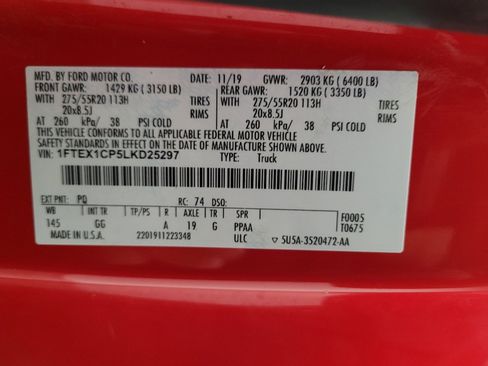 MFD. BY FORD MOTOR CO. DATE: 11/19 GVWR: 2903 KG ( 6400 LB)
FRONT GAWR: 1429 KG ( 3150 LB) REAR GAWR: 1520 KG ( 3350 LB)
WITH 275/55R20 113H TIRES WITH 275/55R20 113H TIRES
20x8.5J RIMS 20x8.5J RIMS
AT 260 kPa/ 38 PSI COLD AT 260 kPa/ 38 PSI COLD
THIS VEHICLE CONFORMS TO ALL APPLICABLE FEDERAL MOTOR VEHICLE
SAFETY STANDARDS IN EFFECT ON THE DATE OF MANUFACTURE SHOWN ABOVE.
VIN: 1FTEX1CP5LKD25297 TYPE: Truck
EXT PNT: PQ RC: 74 DSO:
WB INT TR TP/PS R AXLE TR SPR F0005
145 GG A 19 G PPAA T0675
MADE IN U.S.A. 2201911223348 ULC 5U5A-3520472-AA